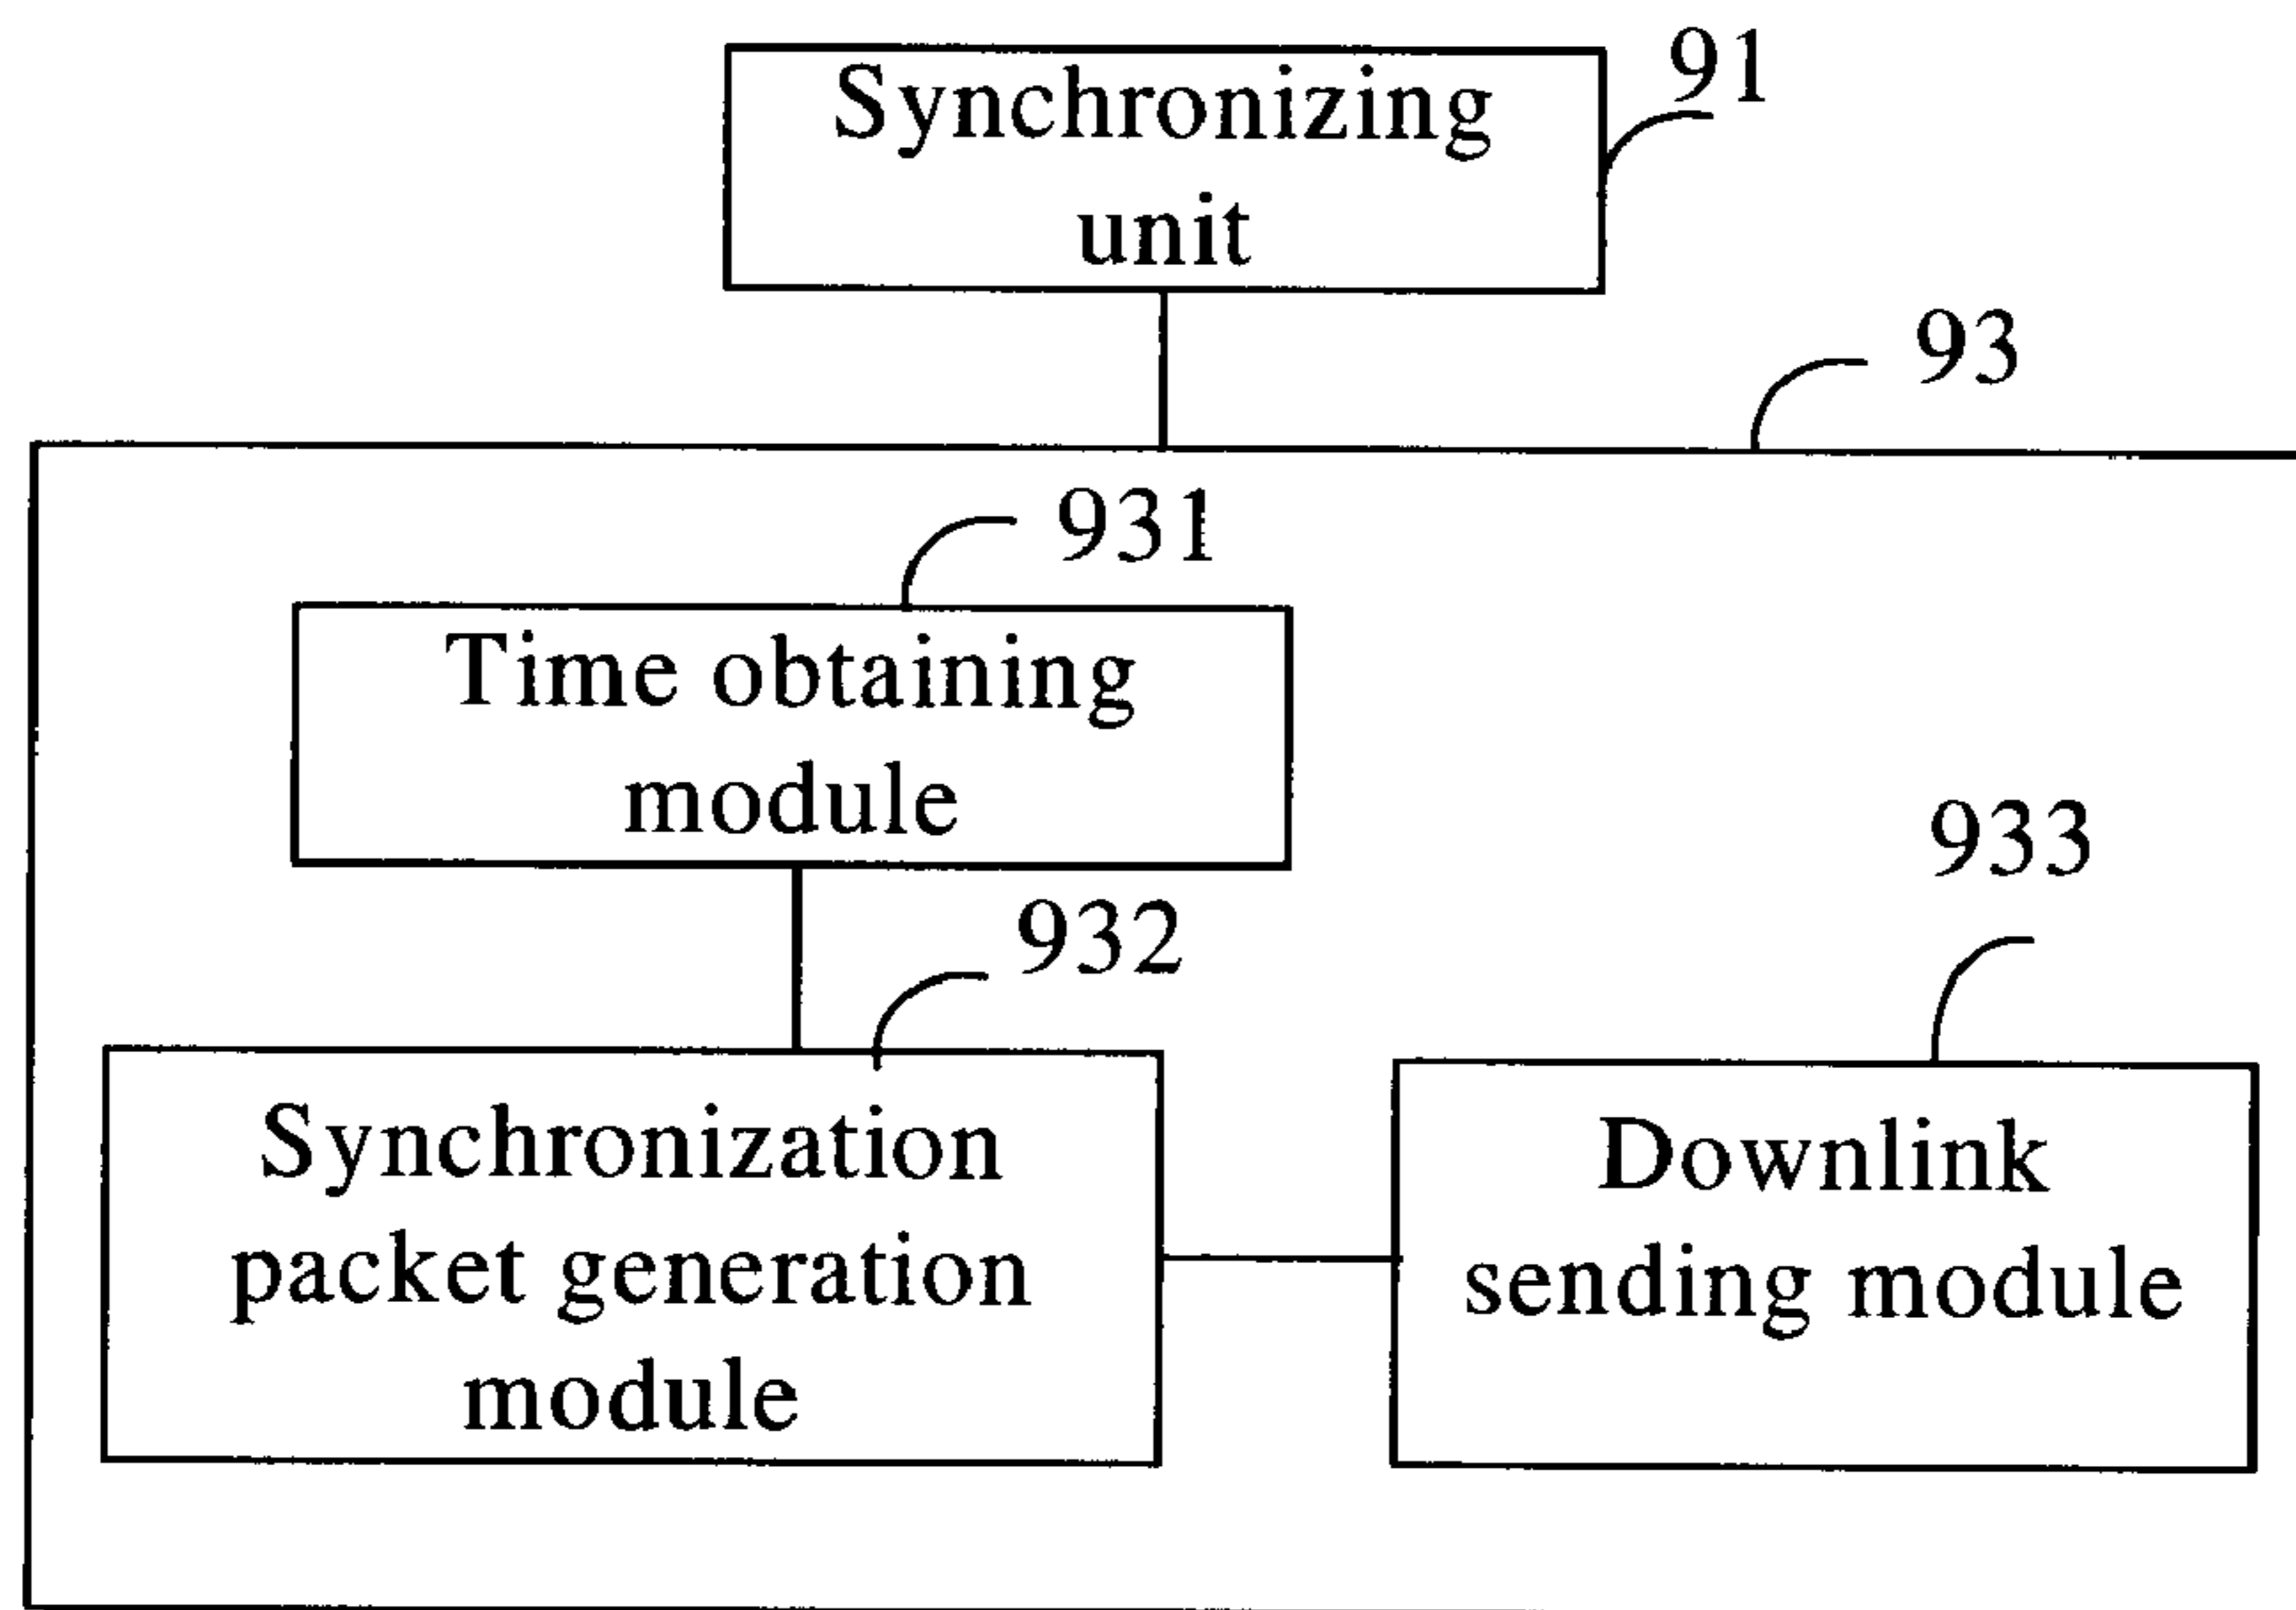 91
Synchronizing
unit
93
931
Time obtaining
module
932
933
Synchronization
packet generation
module
Downlink
sending module